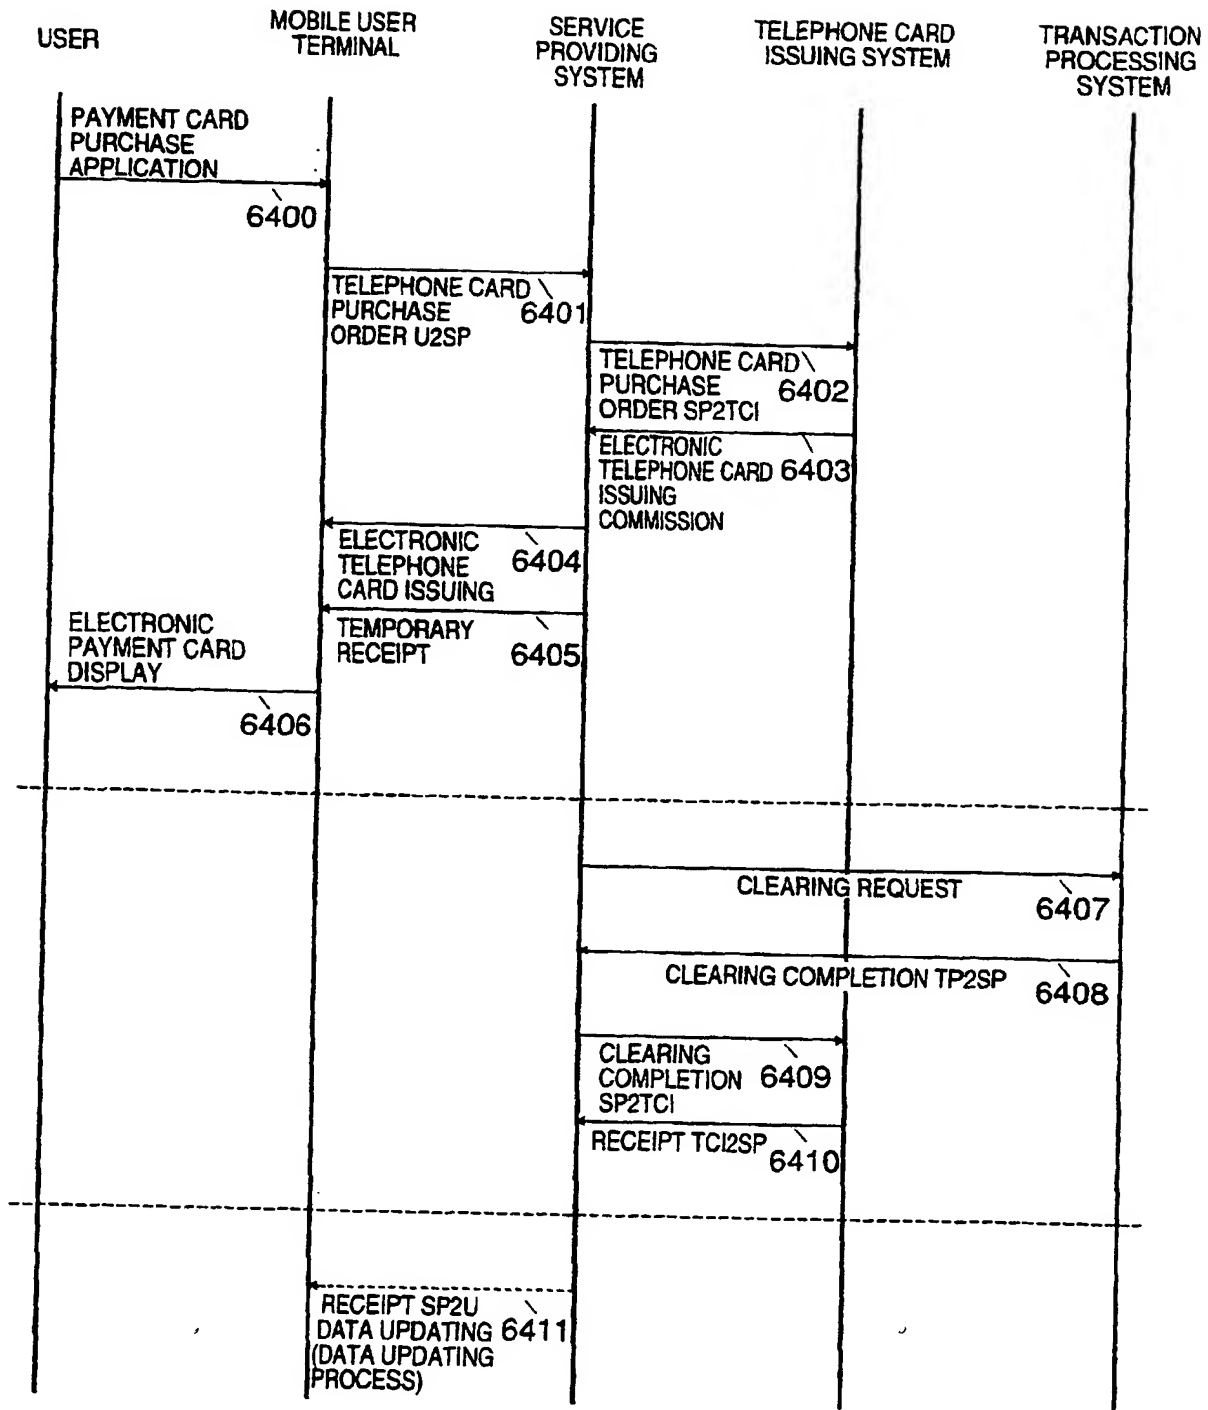 USER
MOBILE USER
TERMINAL
SERVICE
PROVIDING
SYSTEM
TELEPHONE CARD
ISSUING SYSTEM
TRANSACTION
PROCESSING
SYSTEM
PAYMENT CARD
PURCHASE
APPLICATION
6400
TELEPHONE CARD
PURCHASE
ORDER U2SP
6401
TELEPHONE CARD
PURCHASE
ORDER SP2TCI
6402
ELECTRONIC
TELEPHONE CARD
ISSUING
COMMISSION
6403
ELECTRONIC
TELEPHONE
CARD ISSUING
6404
TEMPORARY
RECEIPT
6405
ELECTRONIC
PAYMENT CARD
DISPLAY
6406
CLEARING REQUEST
6407
CLEARING COMPLETION TP2SP
6408
CLEARING
COMPLETION
SP2TCI
6409
RECEIPT TCI2SP
6410
RECEIPT SP2U
DATA UPDATING
(DATA UPDATING
PROCESS)
6411